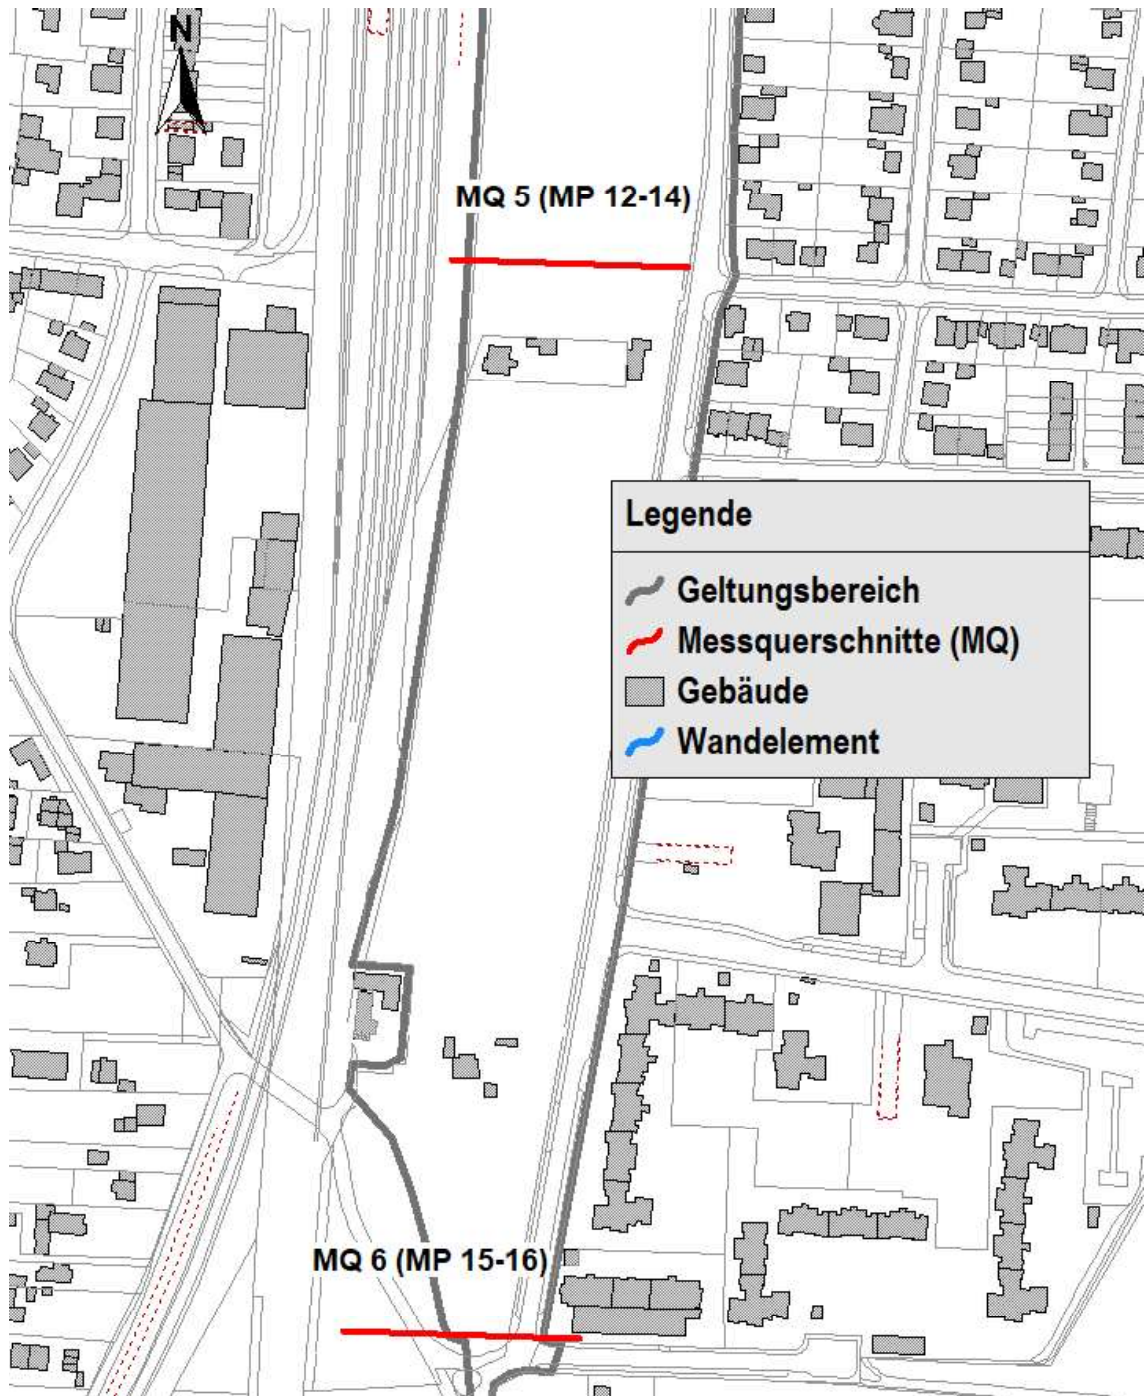 N
MQ 5 (MP 12-14)
Legende
Geltungsbereich
Messquerschnitte (MQ)
Gebäude
Wandelement
MQ 6 (MP 15-16)